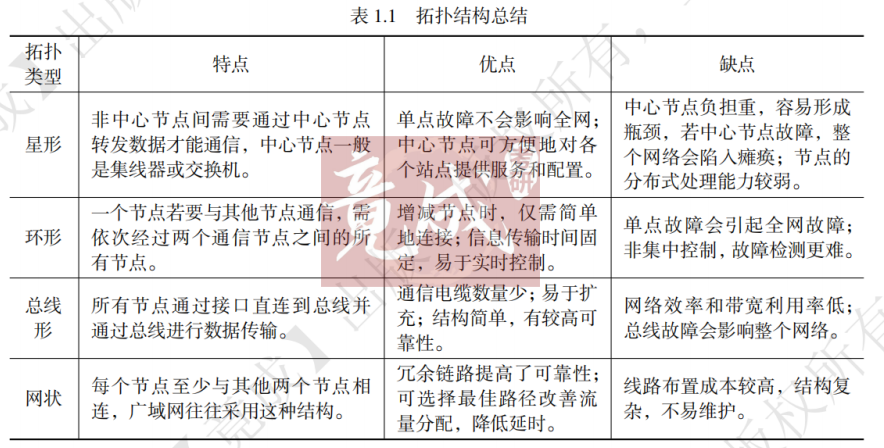 表 1.1 拓扑结构总结
拓扑
类型
特点
优点
缺点
星形
非中心节点间需要通过中心节点
转发数据才能通信，中心节点一般
是集线器或交换机。
单点故障不会影响全网；
中心节点可方便地对各
个站点提供服务和配置。
中心节点负担重，容易形成
瓶颈，若中心节点故障，整
个网络会陷入瘫痪；节点的
分布式处理能力较弱。
环形
一个节点若要与其他节点通信，需
依次经过两个通信节点之间的所
有节点。
增减节点时，仅需简单
地连接；信息传输时间固
定，易于实时控制。
单点故障会引起全网故障；
非集中控制，故障检测更难。
总线
形
所有节点通过接口直连到总线并
通过总线进行数据传输。
通信电缆数量少；易于扩
充；结构简单，有较高可
靠性。
网络效率和带宽利用率低；
总线故障会影响整个网络。
网状
每个节点至少与其他两个节点相
连，广域网往往采用这种结构。
冗余链路提高了可靠性；
可选择最佳路径改善流
量分配，降低延时。
线路布置成本较高，结构复
杂，不易维护。
竟成
考研